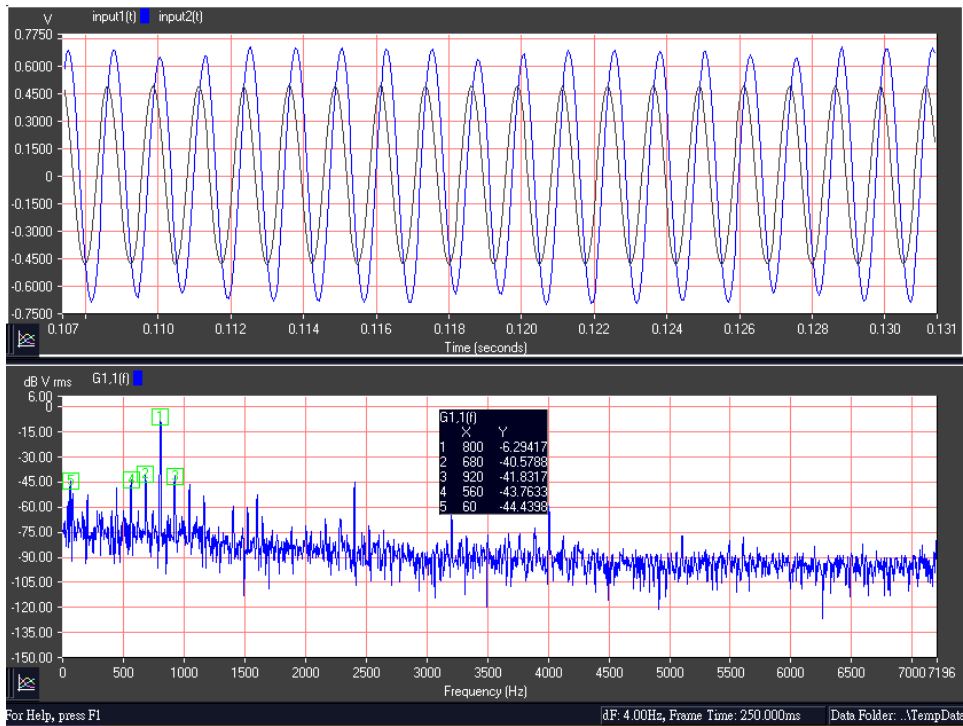 V input1(t) input2(t)
0.7750
0.6000
0.4500
0.3000
0.1500
0
-0.1500
-0.3000
-0.4500
-0.6000
-0.7500
0.107 0.110 0.112 0.114 0.116 0.118 0.120 0.122 0.124 0.126 0.128 0.130 0.131
Time (seconds)
dB V rms G1,1(f)
6.00
0
-15.00
-30.00
-45.00
-60.00
-75.00
-90.00
-105.00
-120.00
-135.00
-150.00
1
2
3
4
5
G1,1(f)
X Y
1 800 -6.29417
2 680 -40.5788
3 920 -41.8317
4 560 -43.7633
5 60 -44.4398
0 500 1000 1500 2000 2500 3000 3500 4000 4500 5000 5500 6000 6500 7000 7196
Frequency (Hz)
For Help, press F1 dF: 4.00Hz, Frame Time: 250.000ms Data Folder: ..\TempData